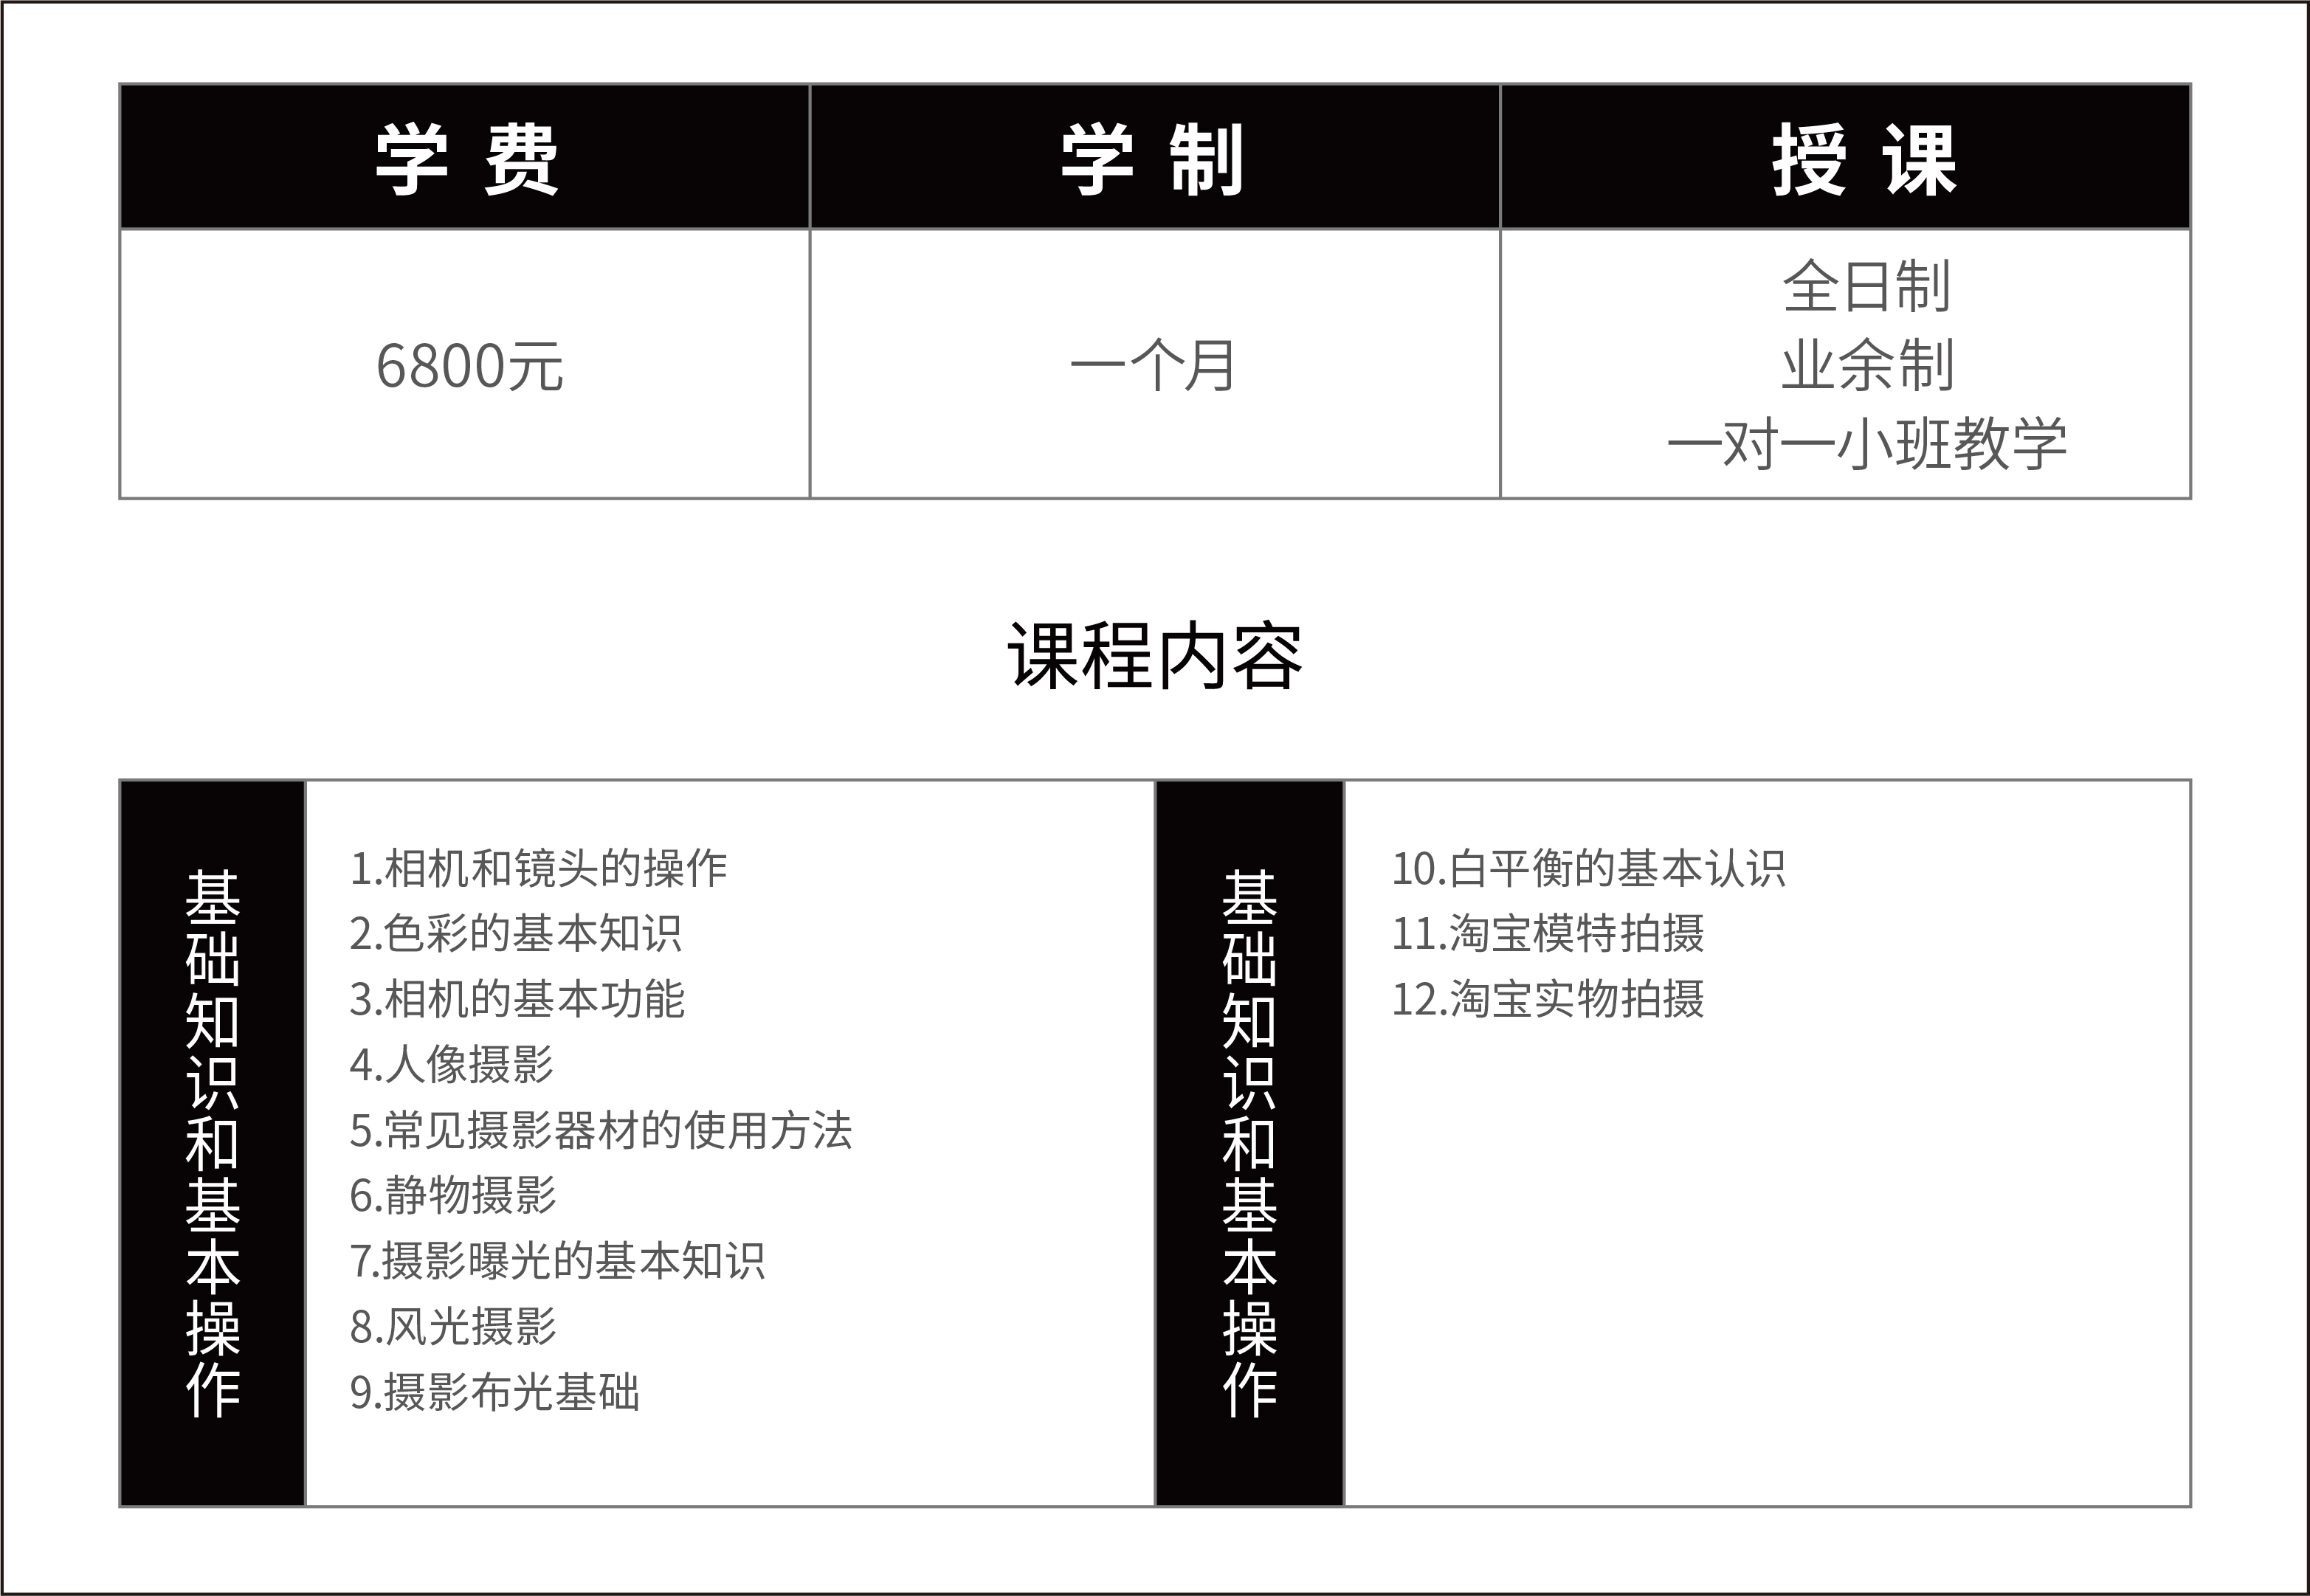 学 费
学 制
授 课
6800元
一个月
全日制
业余制
一对一小班教学
课程内容
基础知识和基本操作
1.相机和镜头的操作
2.色彩的基本知识
3.相机的基本功能
4.人像摄影
5.常见摄影器材的使用方法
6.静物摄影
7.摄影曝光的基本知识
8.风光摄影
9.摄影布光基础
基础知识和基本操作
10.白平衡的基本认识
11.淘宝模特拍摄
12.淘宝实物拍摄